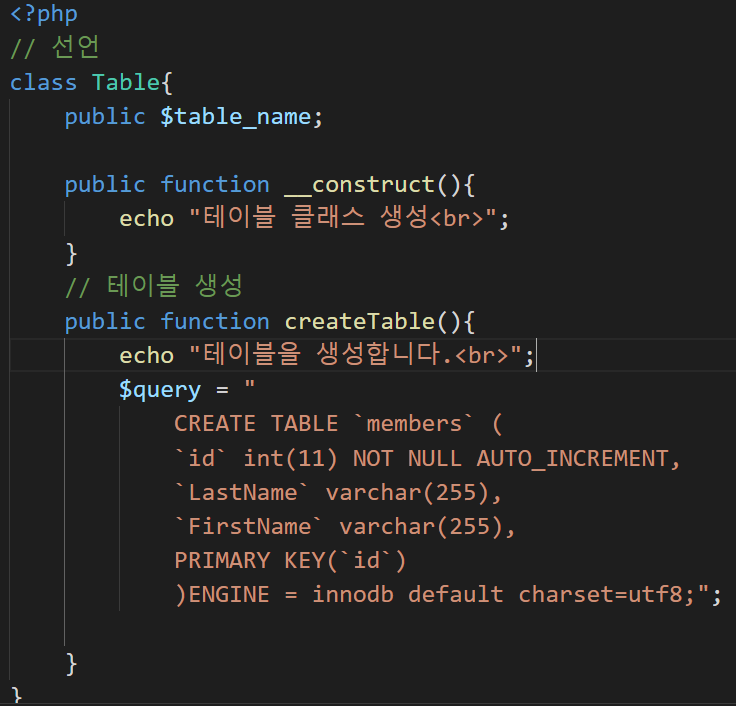 <?php
// 선언
class Table{
    public $table_name;

    public function __construct(){
        echo "테이블 클래스 생성<br>";
    }
    // 테이블 생성
    public function createTable(){
        echo "테이블을 생성합니다.<br>";
        $query = "
            CREATE TABLE `members` (
            `id` int(11) NOT NULL AUTO_INCREMENT,
            `LastName` varchar(255),
            `FirstName` varchar(255),
            PRIMARY KEY(`id`)
            )ENGINE = innodb default charset=utf8;";

    }
}